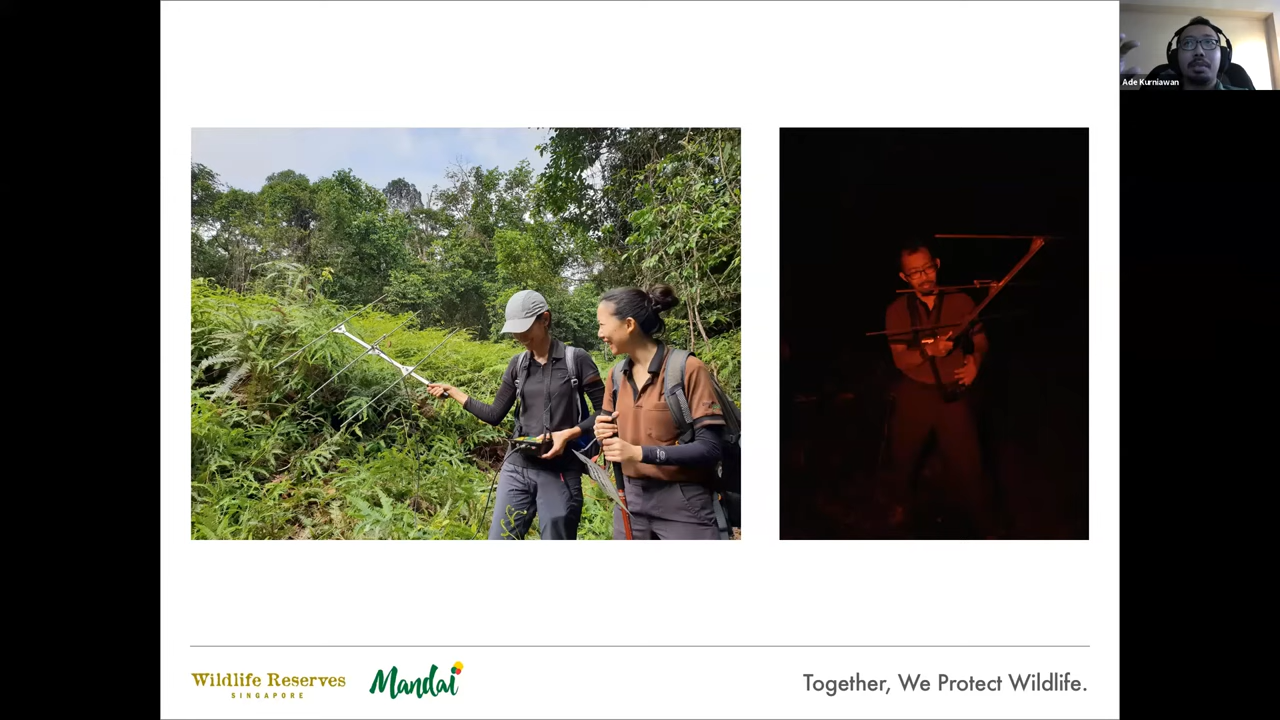 Ade Kurniawan
Wildlife Reserves
SINGAPORE
Mandai
Together, We Protect Wildlife.